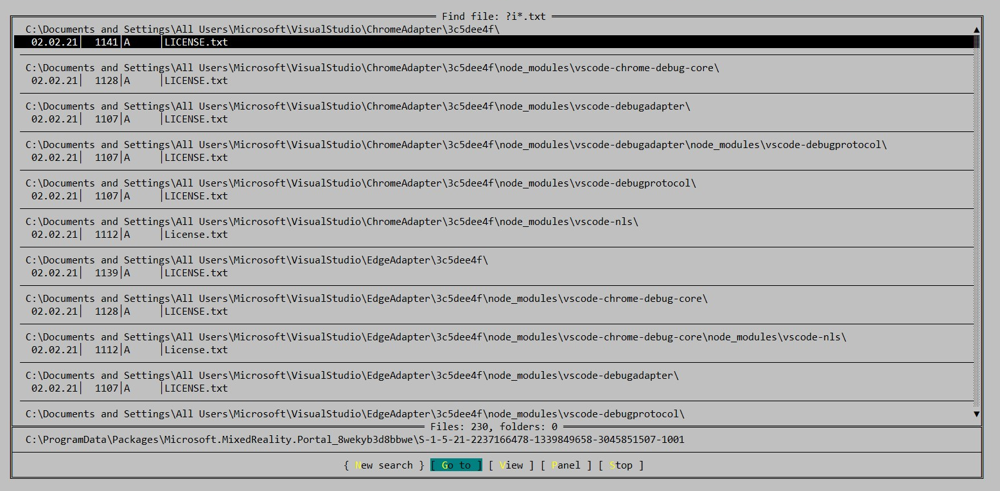 Find file: ?i*.txt
C:\Documents and Settings\All Users\Microsoft\VisualStudio\ChromeAdapter\3c5dee4f\
02.02.21│ 1141│A │LICENSE.txt
C:\Documents and Settings\All Users\Microsoft\VisualStudio\ChromeAdapter\3c5dee4f\node_modules\vscode-chrome-debug-core\
02.02.21│ 1128│A │LICENSE.txt
C:\Documents and Settings\All Users\Microsoft\VisualStudio\ChromeAdapter\3c5dee4f\node_modules\vscode-debugadapter\
02.02.21│ 1107│A │LICENSE.txt
C:\Documents and Settings\All Users\Microsoft\VisualStudio\ChromeAdapter\3c5dee4f\node_modules\vscode-debugadapter\node_modules\vscode-debugprotocol\
02.02.21│ 1107│A │LICENSE.txt
C:\Documents and Settings\All Users\Microsoft\VisualStudio\ChromeAdapter\3c5dee4f\node_modules\vscode-debugprotocol\
02.02.21│ 1107│A │LICENSE.txt
C:\Documents and Settings\All Users\Microsoft\VisualStudio\ChromeAdapter\3c5dee4f\node_modules\vscode-nls\
02.02.21│ 1112│A │License.txt
C:\Documents and Settings\All Users\Microsoft\VisualStudio\EdgeAdapter\3c5dee4f\
02.02.21│ 1139│A │LICENSE.txt
C:\Documents and Settings\All Users\Microsoft\VisualStudio\EdgeAdapter\3c5dee4f\node_modules\vscode-chrome-debug-core\
02.02.21│ 1128│A │LICENSE.txt
C:\Documents and Settings\All Users\Microsoft\VisualStudio\EdgeAdapter\3c5dee4f\node_modules\vscode-chrome-debug-core\node_modules\vscode-nls\
02.02.21│ 1112│A │License.txt
C:\Documents and Settings\All Users\Microsoft\VisualStudio\EdgeAdapter\3c5dee4f\node_modules\vscode-debugadapter\
02.02.21│ 1107│A │LICENSE.txt
C:\Documents and Settings\All Users\Microsoft\VisualStudio\EdgeAdapter\3c5dee4f\node_modules\vscode-debugprotocol\
Files: 230, folders: 0
C:\ProgramData\Packages\Microsoft.MixedReality.Portal_8wekyb3d8bbwe\S-1-5-21-2237166478-1339849658-3045851507-1001
{ New search } [ Go to ] [ View ] [ Panel ] [ Stop ]